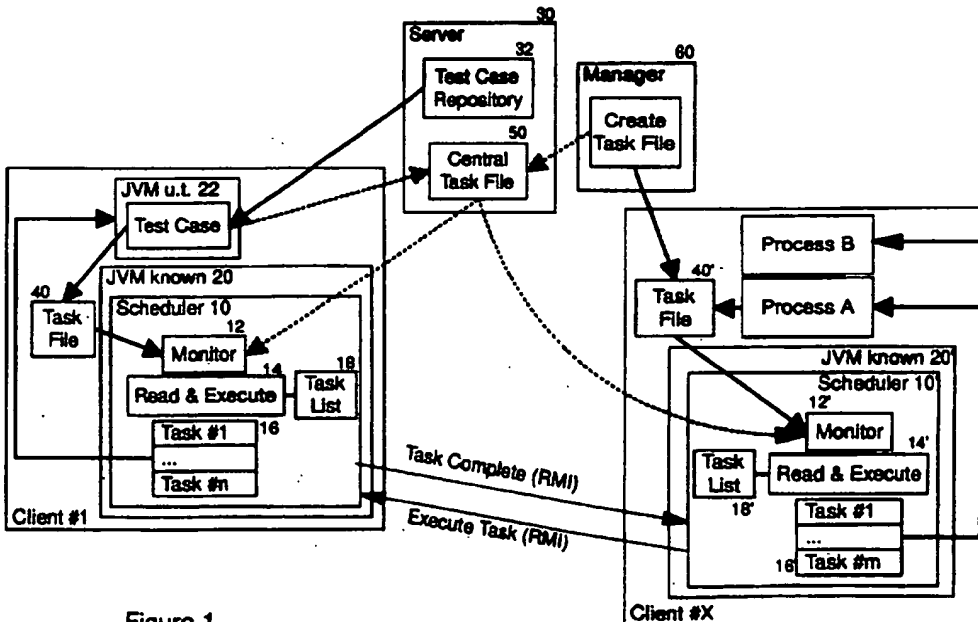 30
Server
32
Test Case
Repository
50
Central
Task File
60
Manager
Create
Task File
JVM u.t. 22
Test Case
40
Task
File
JVM known 20
Scheduler 10
12
Monitor
14
Read & Execute
18
Task
List
Task #1
16
...
Task #n
Client #1
Task Complete (RMI)
Execute Task (RMI)
Process B
40'
Task
File
Process A
JVM known 20'
Scheduler 10'
12'
Monitor
14'
Task
List
Read & Execute
18'
Task #1
...
16'
Task #m
Client #X
Figure 1